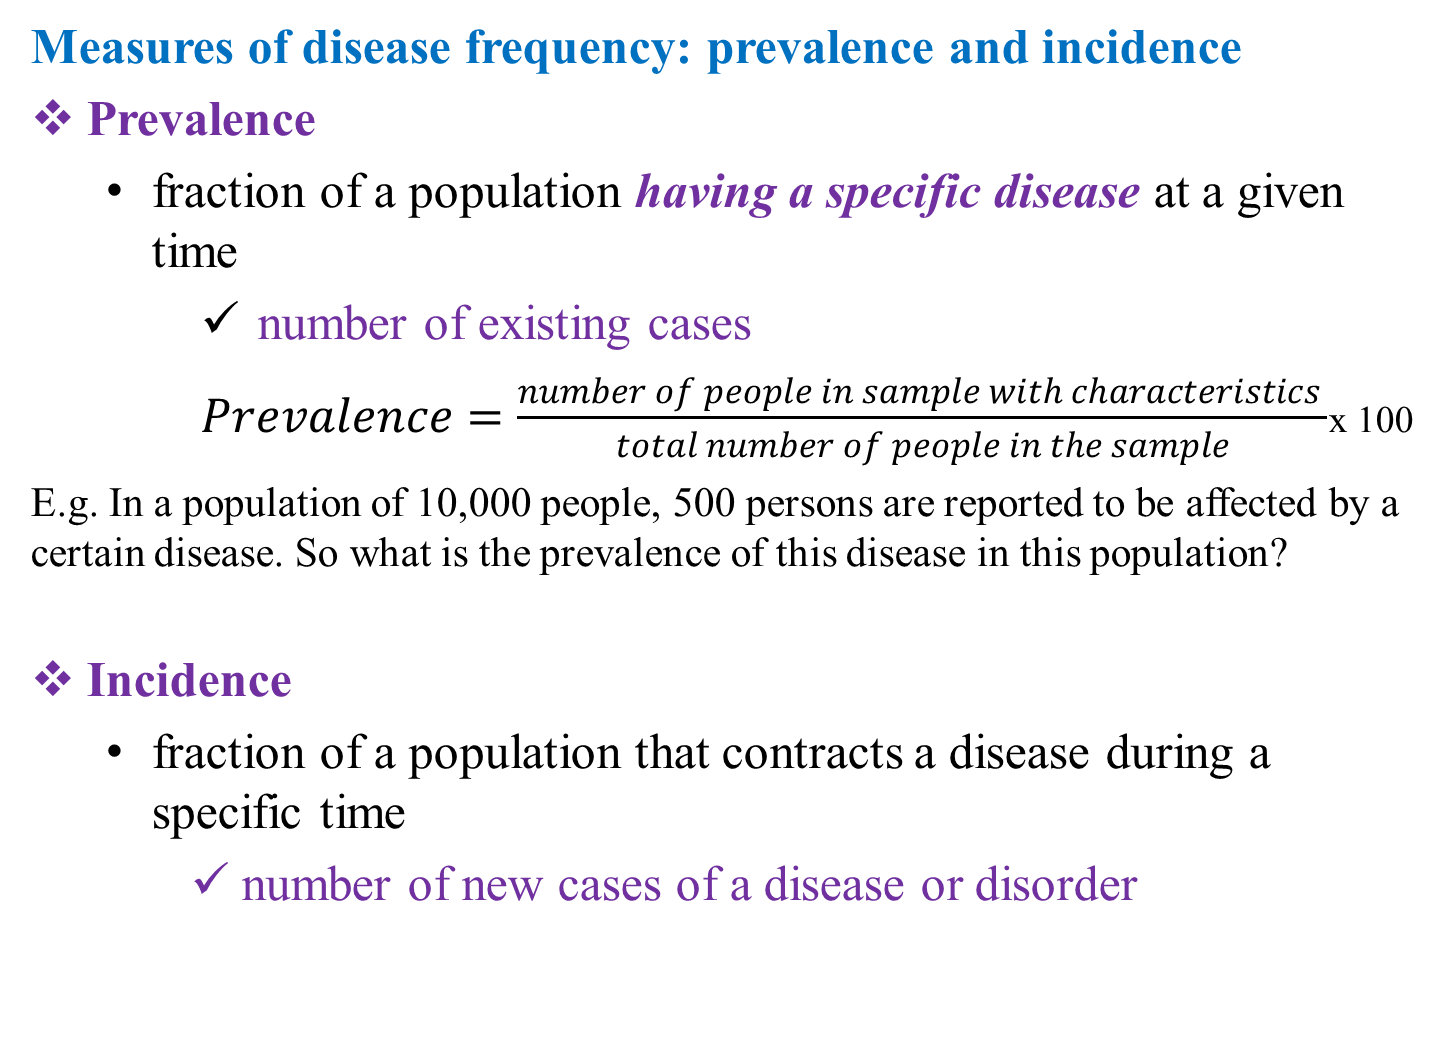 Measures of disease frequency: prevalence and incidence
❖ Prevalence
• fraction of a population having a specific disease at a given
time
✓ number of existing cases
Prevalence = number of people in sample with characteristics / total number of people in the sample x 100
E.g. In a population of 10,000 people, 500 persons are reported to be affected by a
certain disease. So what is the prevalence of this disease in this population?
❖ Incidence
• fraction of a population that contracts a disease during a
specific time
✓ number of new cases of a disease or disorder